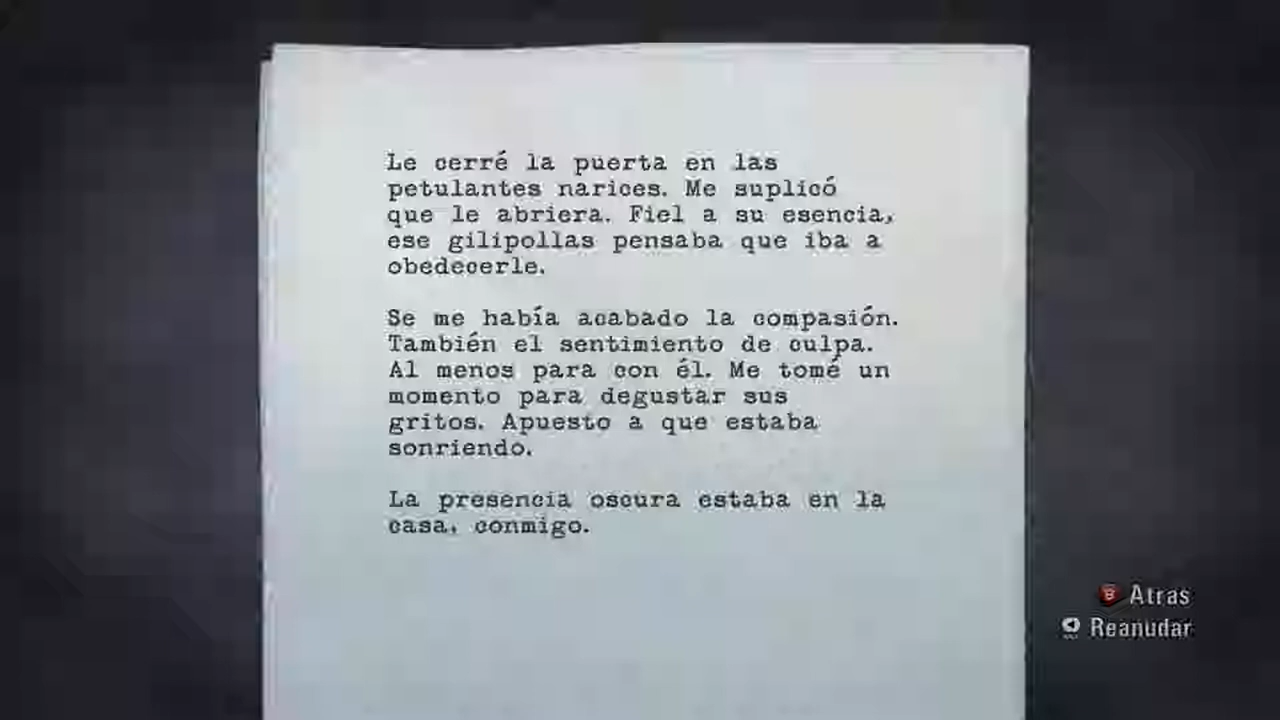 Le cerré la puerta en las
petulantes narices. Me suplicó
que le abriera. Fiel a su esencia,
ese gilipollas pensaba que iba a
obedecerle.
Se me había acabado la compasión.
También el sentimiento de culpa.
Al menos para con él. Me tomé un
momento para degustar sus
gritos. Apuesto a que estaba
sonriendo.
La presencia oscura estaba en la
casa, conmigo.
B Atras
Reanudar